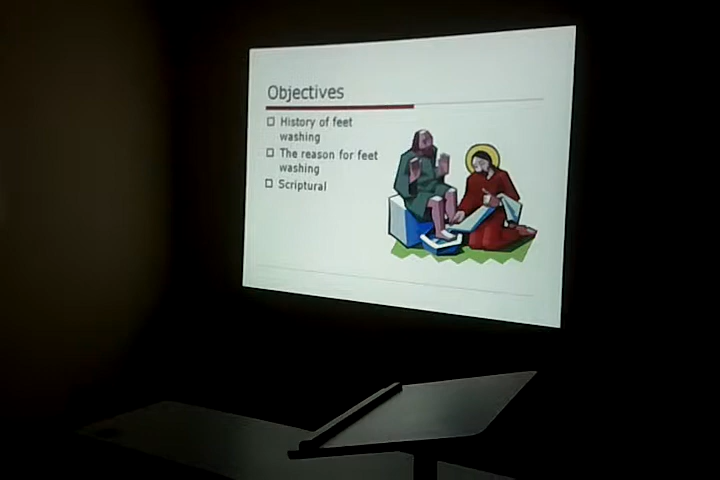 Objectives
History of feet
washing
The reason for feet
washing
Scriptural